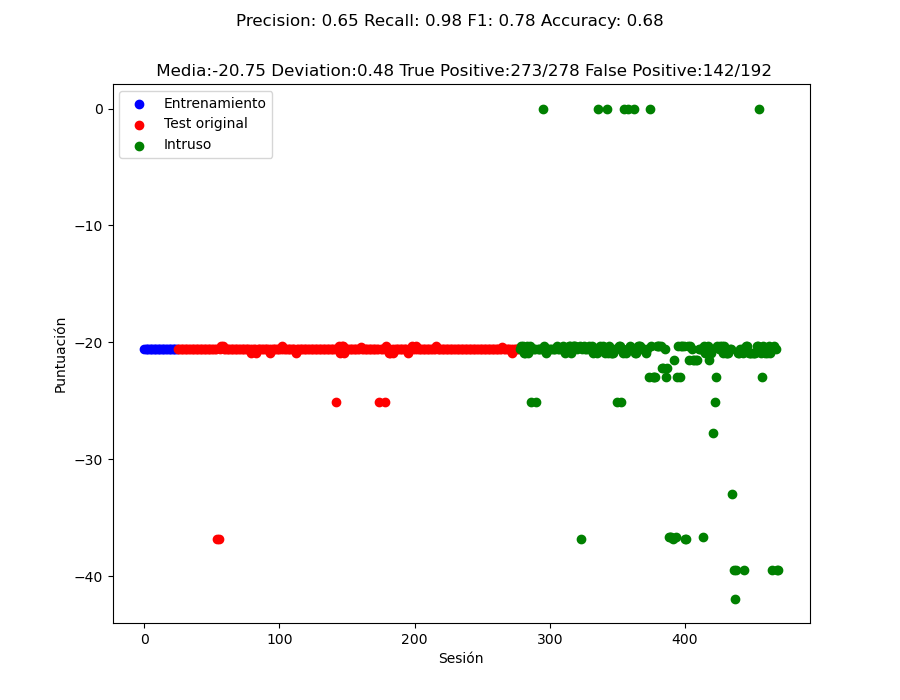 Precision: 0.65 Recall: 0.98 F1: 0.78 Accuracy: 0.68
Media:-20.75 Deviation:0.48 True Positive:273/278 False Positive:142/192
Entrenamiento
Test original
Intruso
0
−10
−20
−30
−40
Puntuación
0 100 200 300 400
Sesión